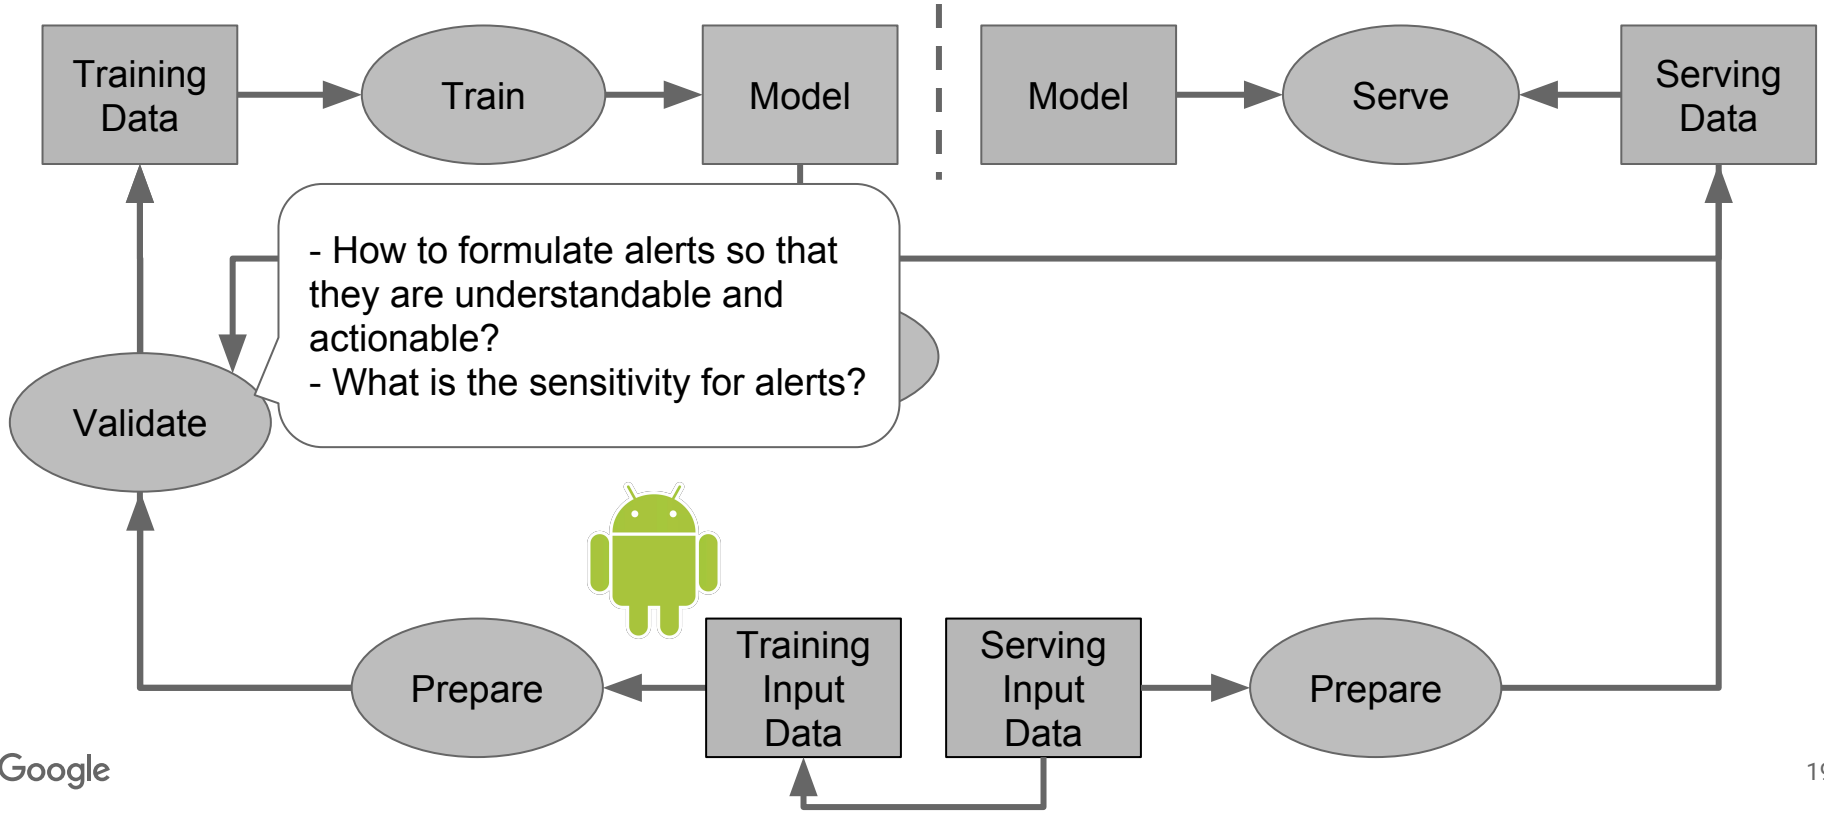 Training
Data
Train
Model
Model
Serve
Serving
Data
- How to formulate alerts so that
they are understandable and
actionable?
- What is the sensitivity for alerts?
Validate
Prepare
Training
Input
Data
Serving
Input
Data
Prepare
Google
19